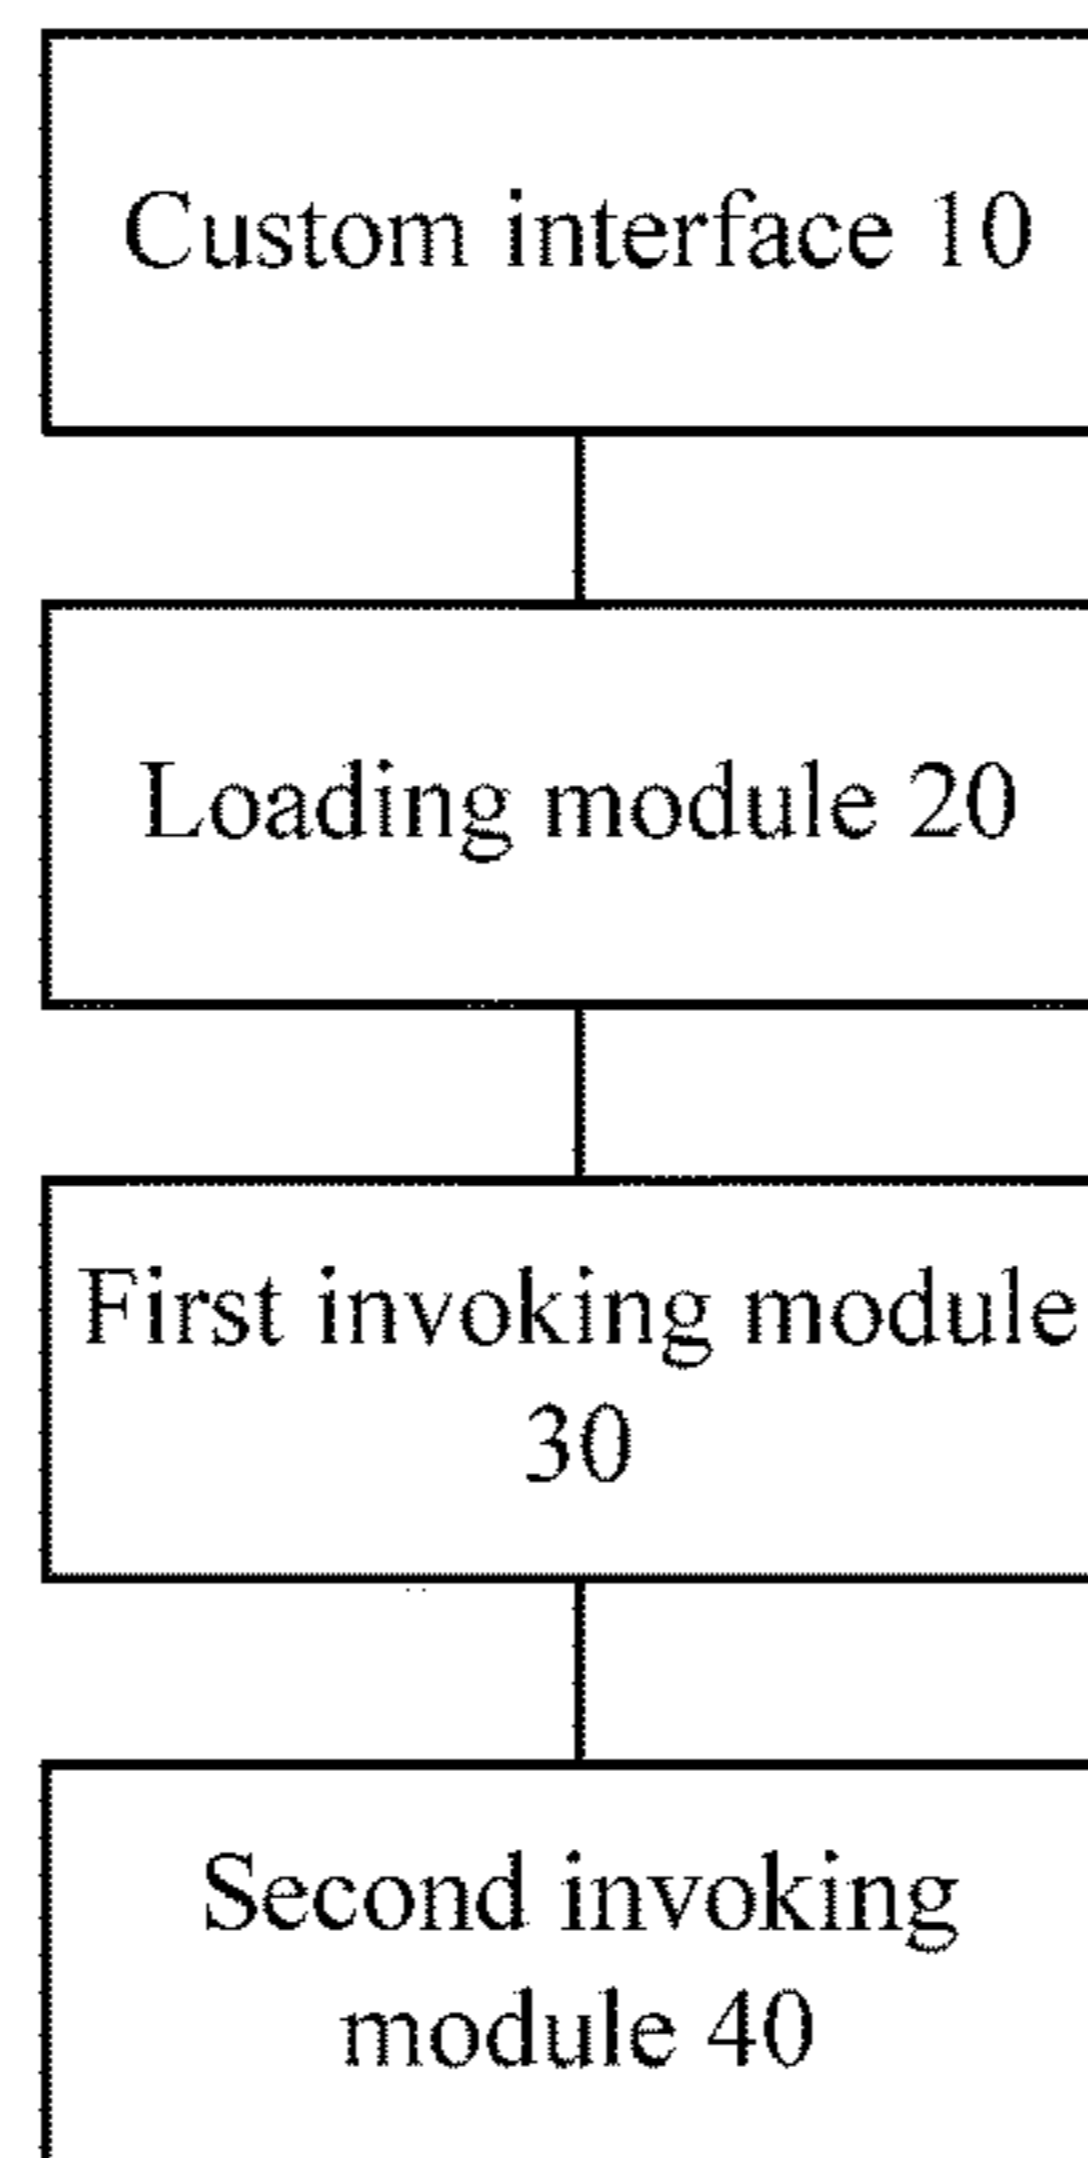 Custom interface 10
Loading module 20
First invoking module
30
Second invoking
module 40